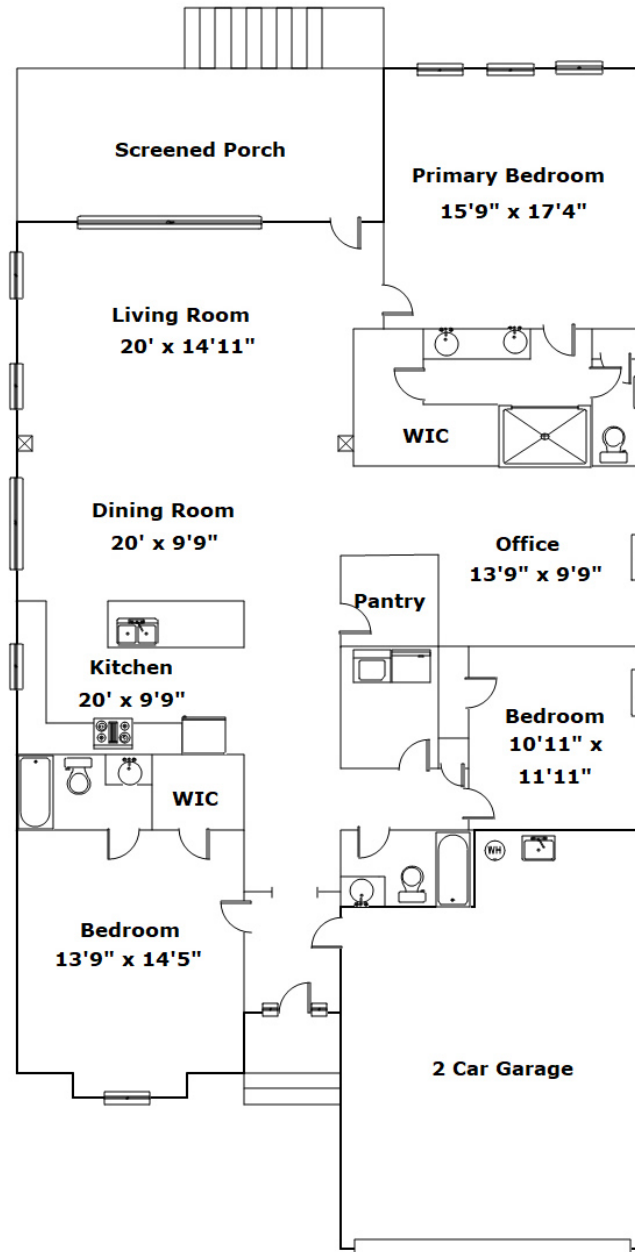 Screened Porch
Primary Bedroom
15'9" x 17'4"
Living Room
20' x 14'11"
WIC
Dining Room
20' x 9'9"
Office
13'9" x 9'9"
Pantry
Kitchen
20' x 9'9"
Bedroom
10'11" x
11'11"
WIC
WH
Bedroom
13'9" x 14'5"
2 Car Garage